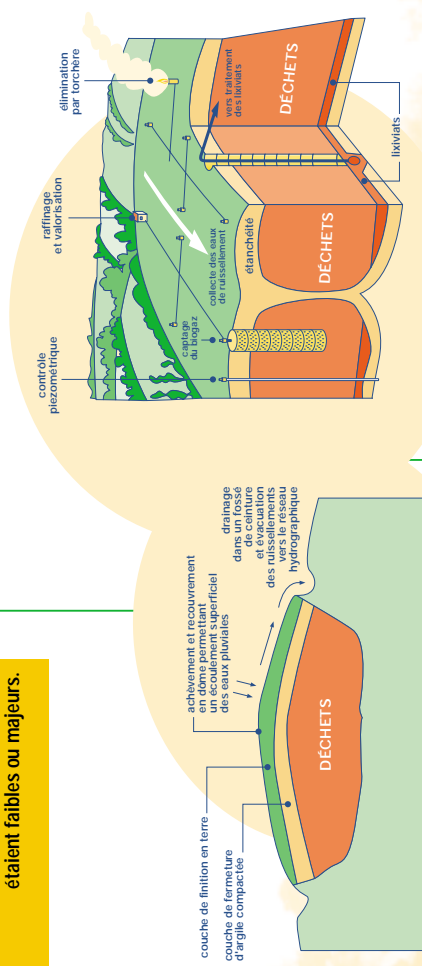 étaient faibles ou majeurs.
couche de finition en terre
couche de fermeture
d'argile compactée
achèvement et recouvrement
en dôme permettant
un écoulement superficiel
des eaux pluviales
drainage
dans un fossé
de ceinture
et évacuation
des ruissellements
vers le réseau
hydrographique
DÉCHETS
contrôle
piezométrique
raffinage
et valorisation
élimination
par torchère
captage
du biogaz
collecte des eaux
de ruissellement
étanchéité
vers traitement
des lixiviats
DÉCHETS
DÉCHETS
lixiviats